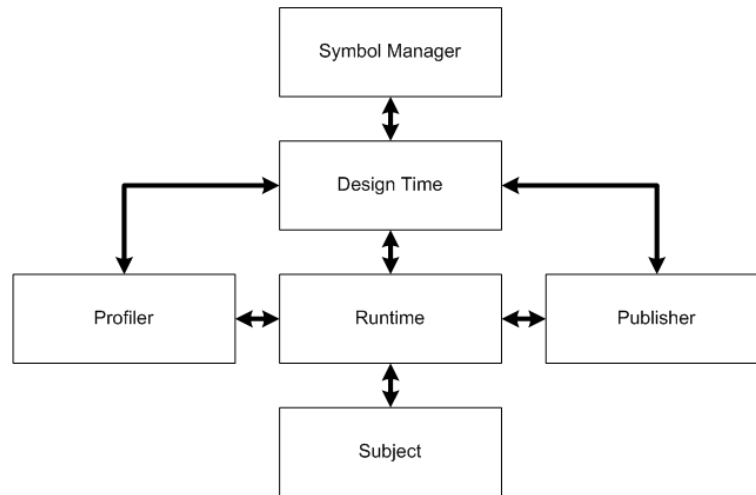 Symbol Manager
Design Time
Profiler
Runtime
Publisher
Subject